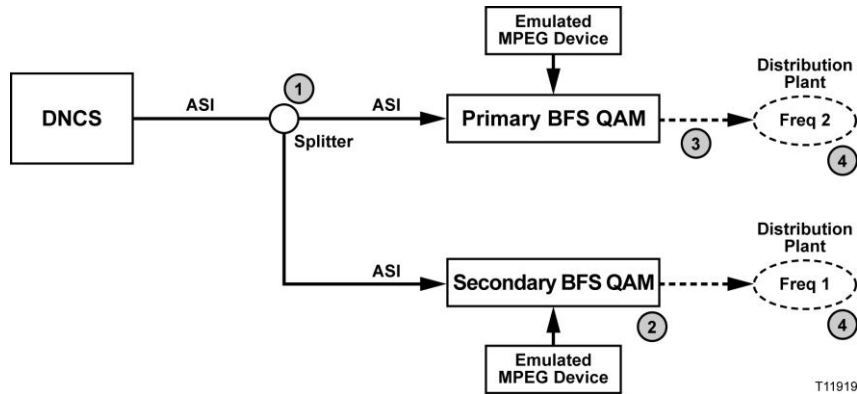 Emulated
MPEG Device
1
Distribution
Plant
DNCS
ASI
ASI
Primary BFS QAM
Freq 2
Splitter
3
4
Distribution
Plant
ASI
Secondary BFS QAM
Freq 1
2
4
Emulated
MPEG Device
T11919